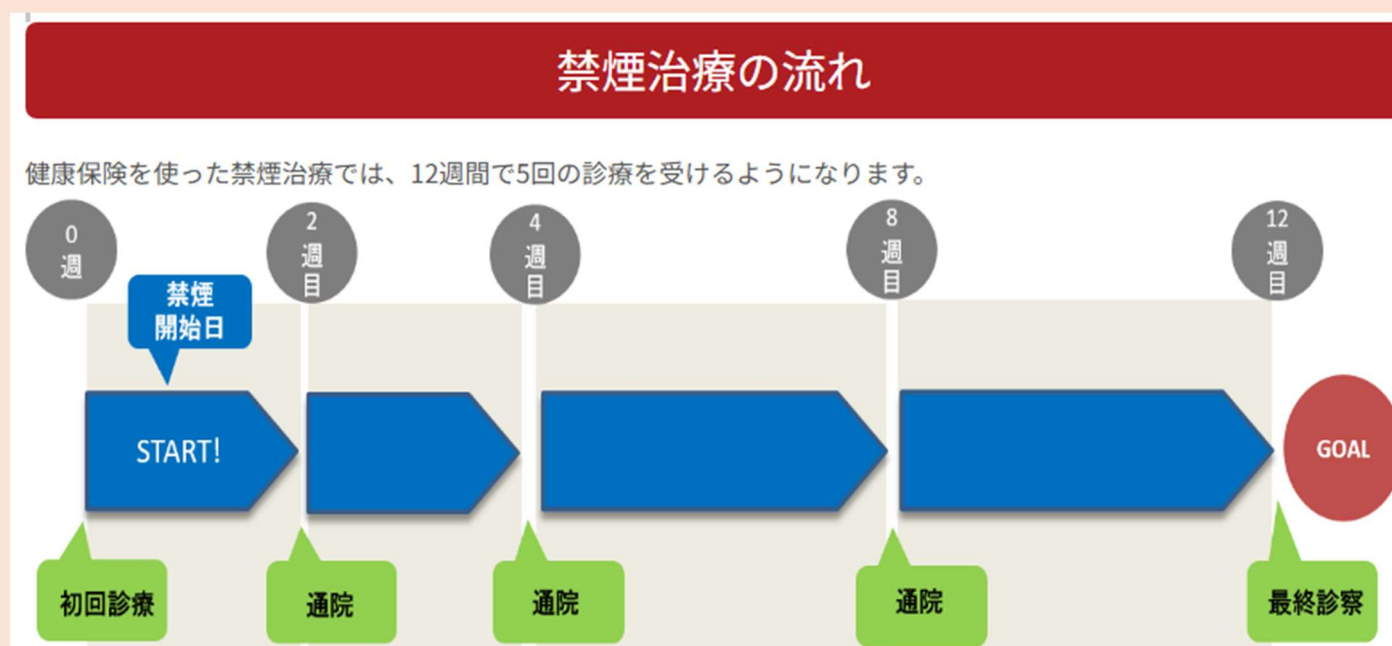 禁煙治療の流れ
健康保険を使った禁煙治療では、12週間で5回の診療を受けるようになります。
0
週
2
週
目
4
週
目
8
週
目
12
週
目
禁煙
開始日
START!
GOAL
初回診療
通院
通院
通院
最終診察